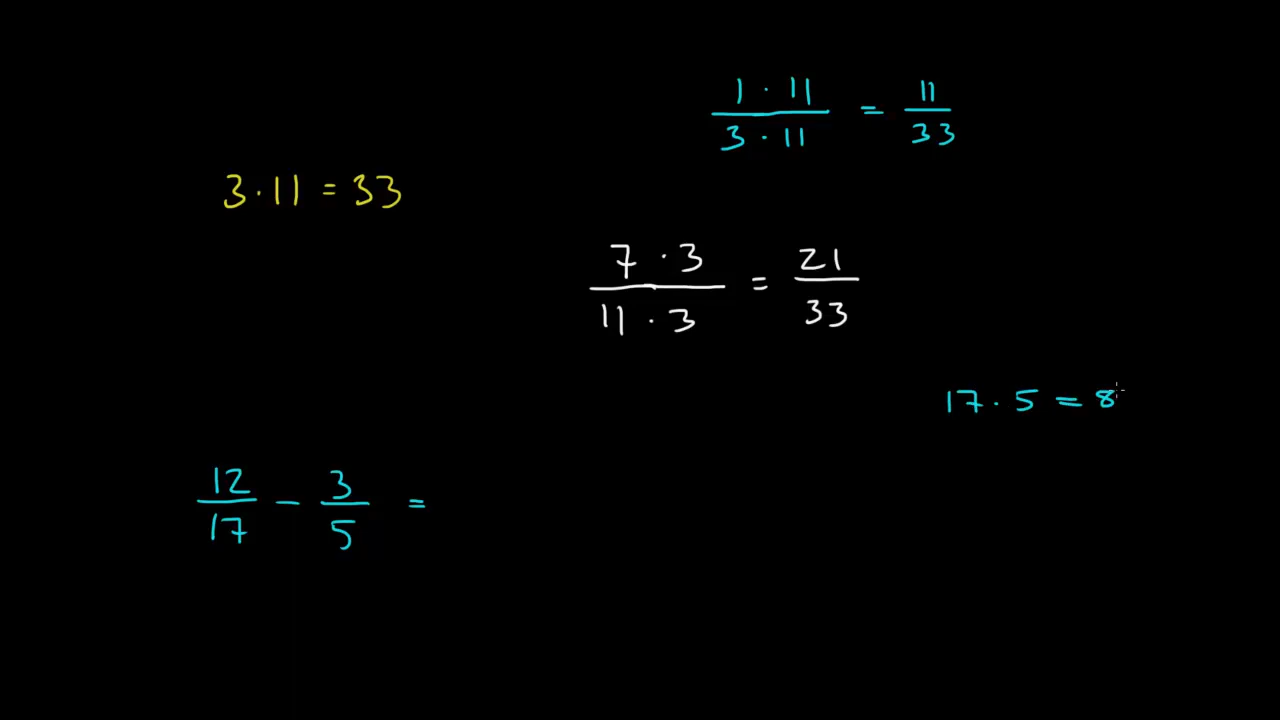 1 · 11 / 3 · 11 = 11 / 33
3 · 11 = 33
7 · 3 / 11 · 3 = 21 / 33
17 · 5 = 8
12 / 17 − 3 / 5 =